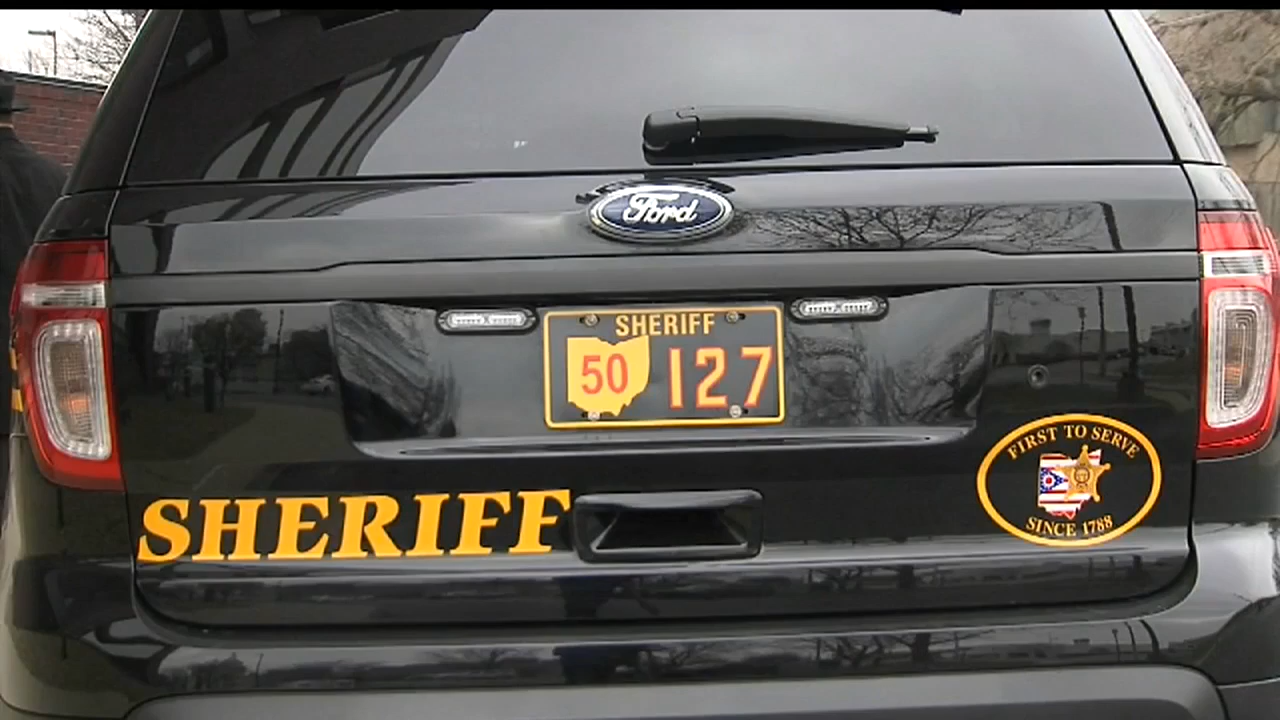 Ford
SHERIFF
50 127
SHERIFF
FIRST TO SERVE
SINCE 1788